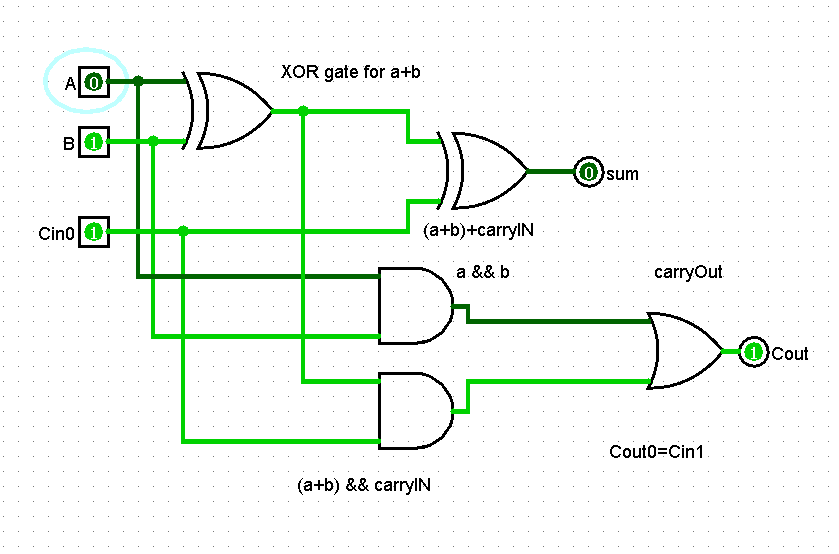 XOR gate for a+b
A 0
B 1
0 sum
Cin0 1
(a+b)+carryIN
a && b
carryOut
1 Cout
Cout0=Cin1
(a+b) && carryIN